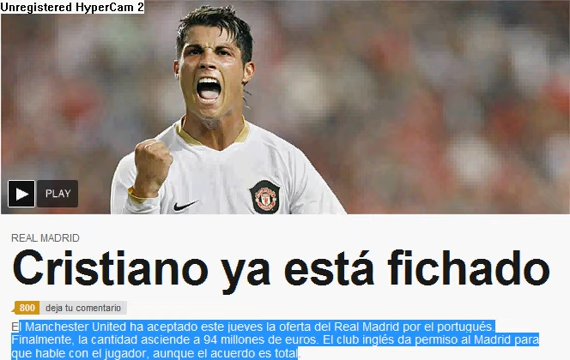 Unregistered HyperCam 2
PLAY
REAL MADRID
Cristiano ya está fichado
800 deja tu comentario
El Manchester United ha aceptado este jueves la oferta del Real Madrid por el portugués.
Finalmente, la cantidad asciende a 94 millones de euros. El club inglés da permiso al Madrid para
que hable con el jugador, aunque el acuerdo es total.